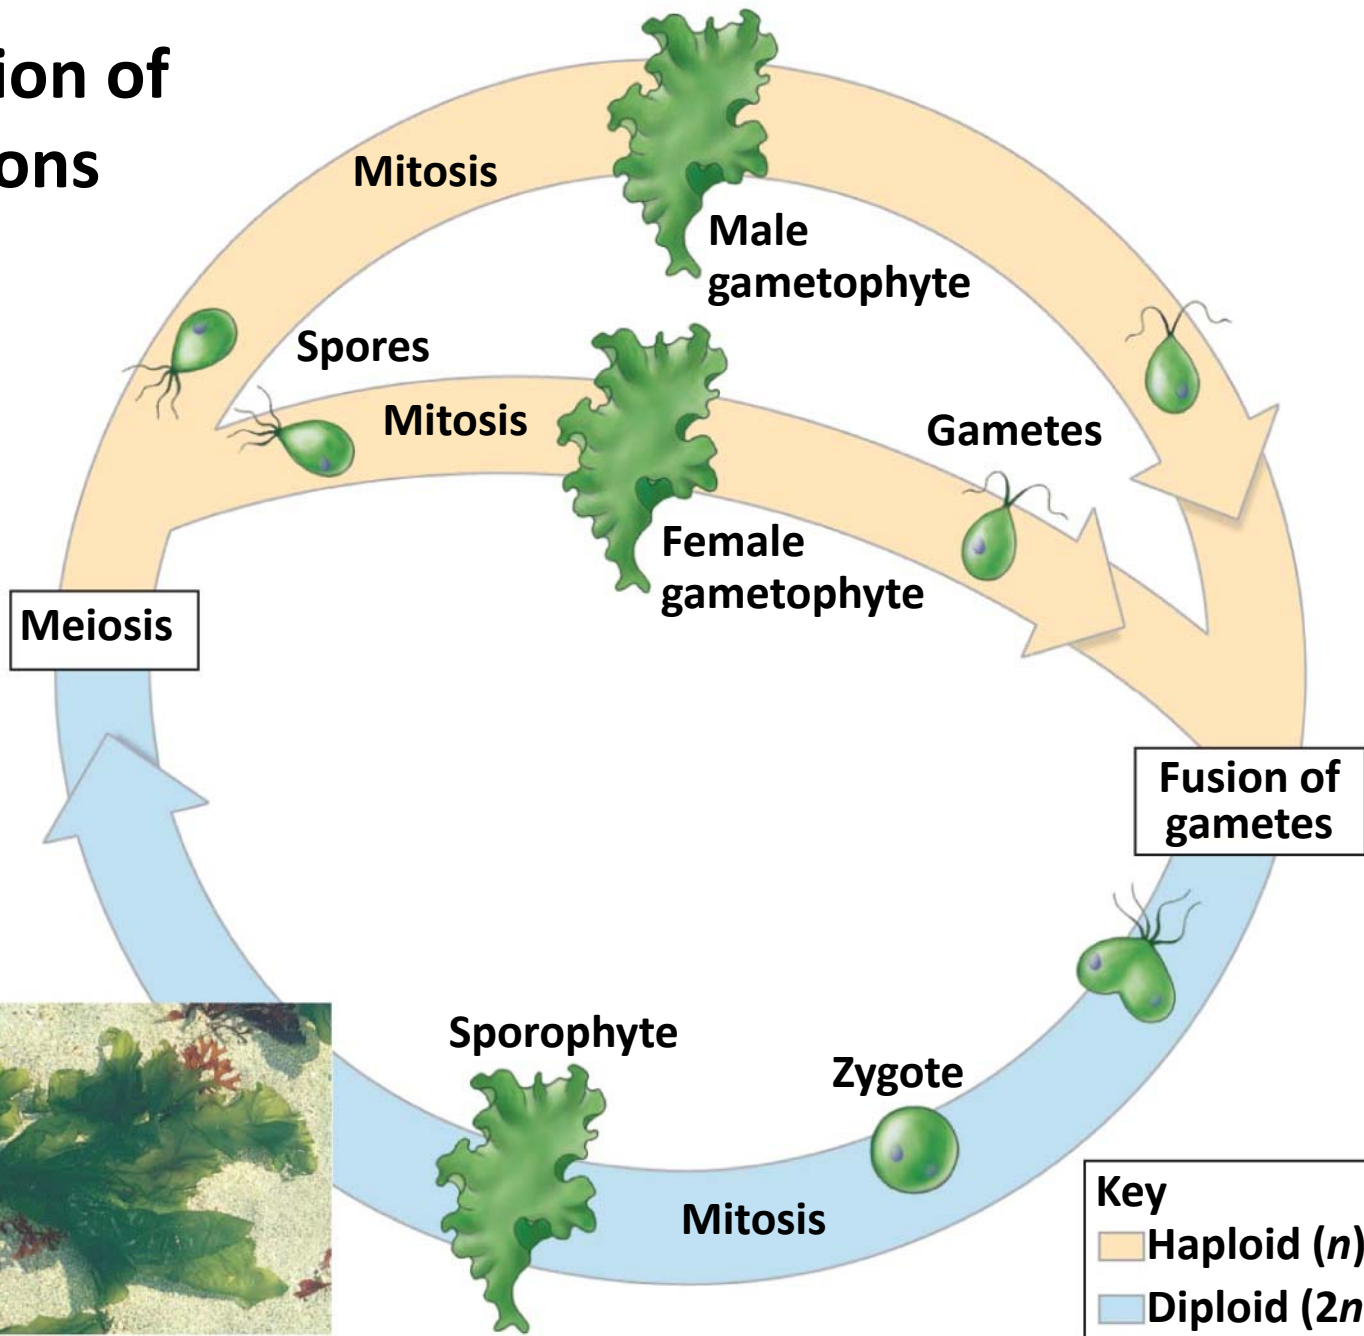 ion of
ons
Mitosis
Male
gametophyte
Spores
Mitosis
Gametes
Female
gametophyte
Meiosis
Fusion of
gametes
Sporophyte
Zygote
Mitosis
Key
Haploid (n)
Diploid (2n